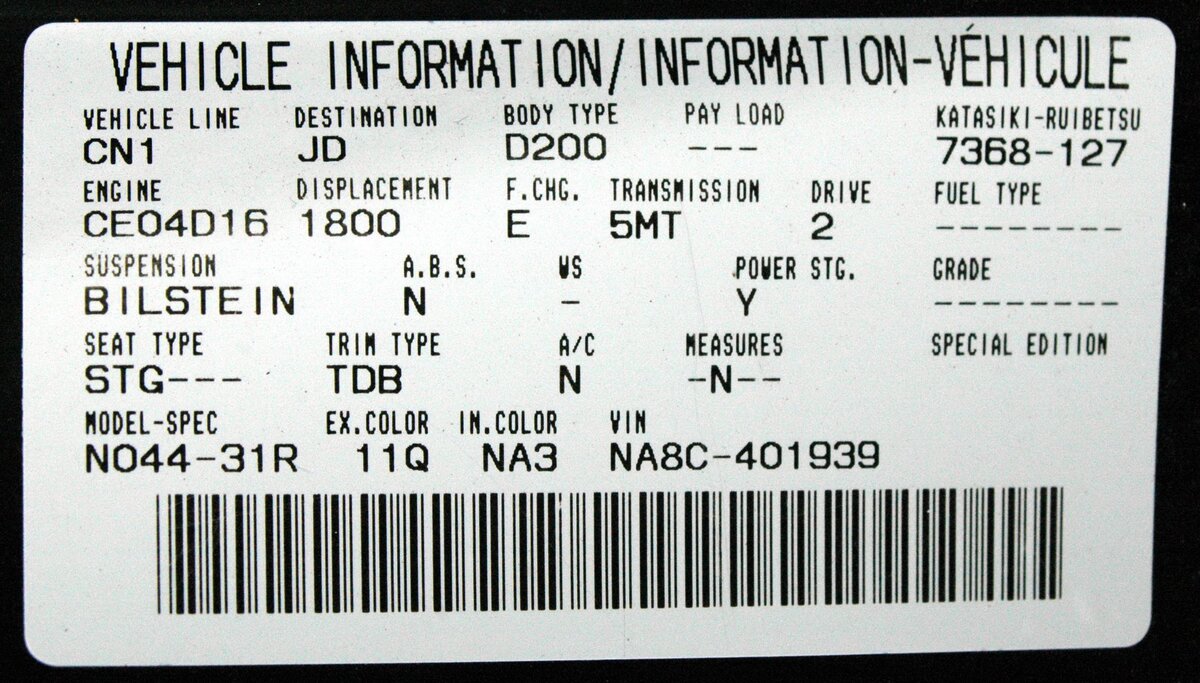 VEHICLE INFORMATION/INFORMATION-VÉHICULE
VEHICLE LINE DESTINATION BODY TYPE PAY LOAD KATASIKI-RUIBETSU
CN1 JD D200 --- 7368-127
ENGINE DISPLACEMENT F.CHG. TRANSMISSION DRIVE FUEL TYPE
CE04D16 1800 E 5MT 2 --------
SUSPENSION A.B.S. WS POWER STG. GRADE
BILSTEIN N - Y --------
SEAT TYPE TRIM TYPE A/C MEASURES SPECIAL EDITION
STG--- TDB N -N--
MODEL-SPEC EX.COLOR IN.COLOR VIN
N044-31R 11Q NA3 NA8C-401939